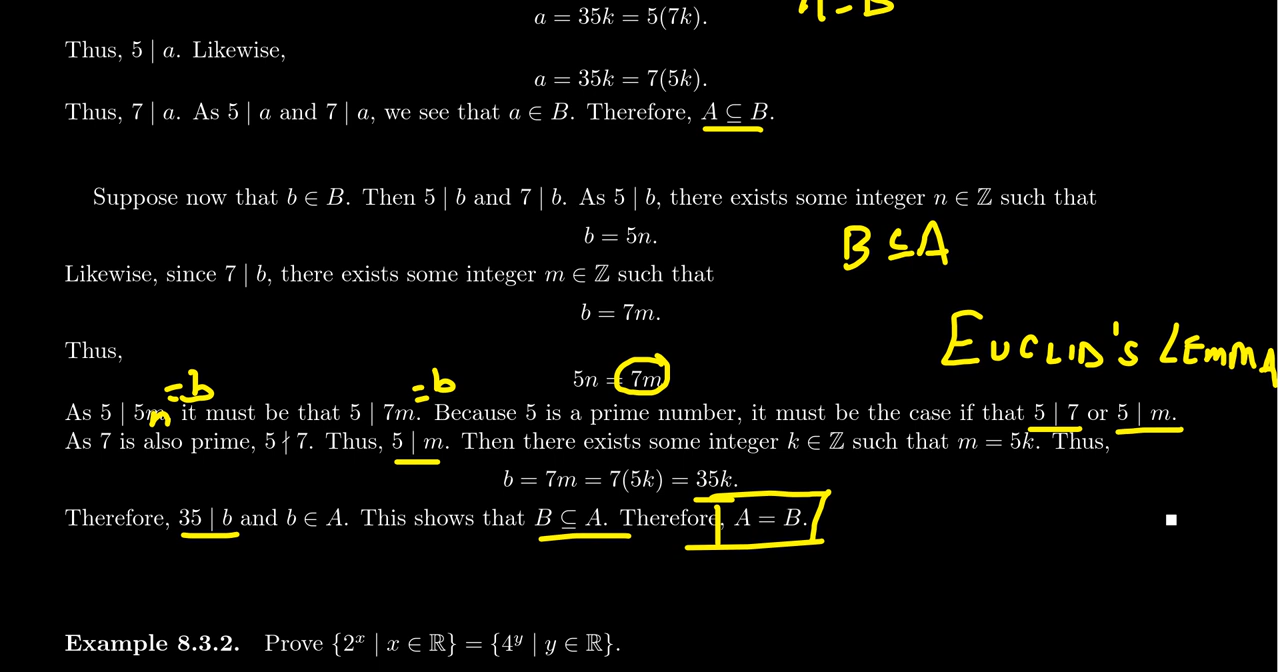 a = 35k = 5(7k).
A = B
Thus, 5 | a. Likewise,
a = 35k = 7(5k).
Thus, 7 | a. As 5 | a and 7 | a, we see that a ∈ B. Therefore, A ⊆ B.
Suppose now that b ∈ B. Then 5 | b and 7 | b. As 5 | b, there exists some integer n ∈ ℤ such that
b = 5n.
B ⊆ A
Likewise, since 7 | b, there exists some integer m ∈ ℤ such that
b = 7m.
EUCLID'S LEMMA
Thus,
5n = 7m
= b = b
As 5 | 5n it must be that 5 | 7m. Because 5 is a prime number, it must be the case if that 5 | 7 or 5 | m.
As 7 is also prime, 5 ∤ 7. Thus, 5 | m. Then there exists some integer k ∈ ℤ such that m = 5k. Thus,
b = 7m = 7(5k) = 35k.
Therefore, 35 | b and b ∈ A. This shows that B ⊆ A. Therefore, A = B.
Example 8.3.2. Prove {2^x | x ∈ ℝ} = {4^y | y ∈ ℝ}.